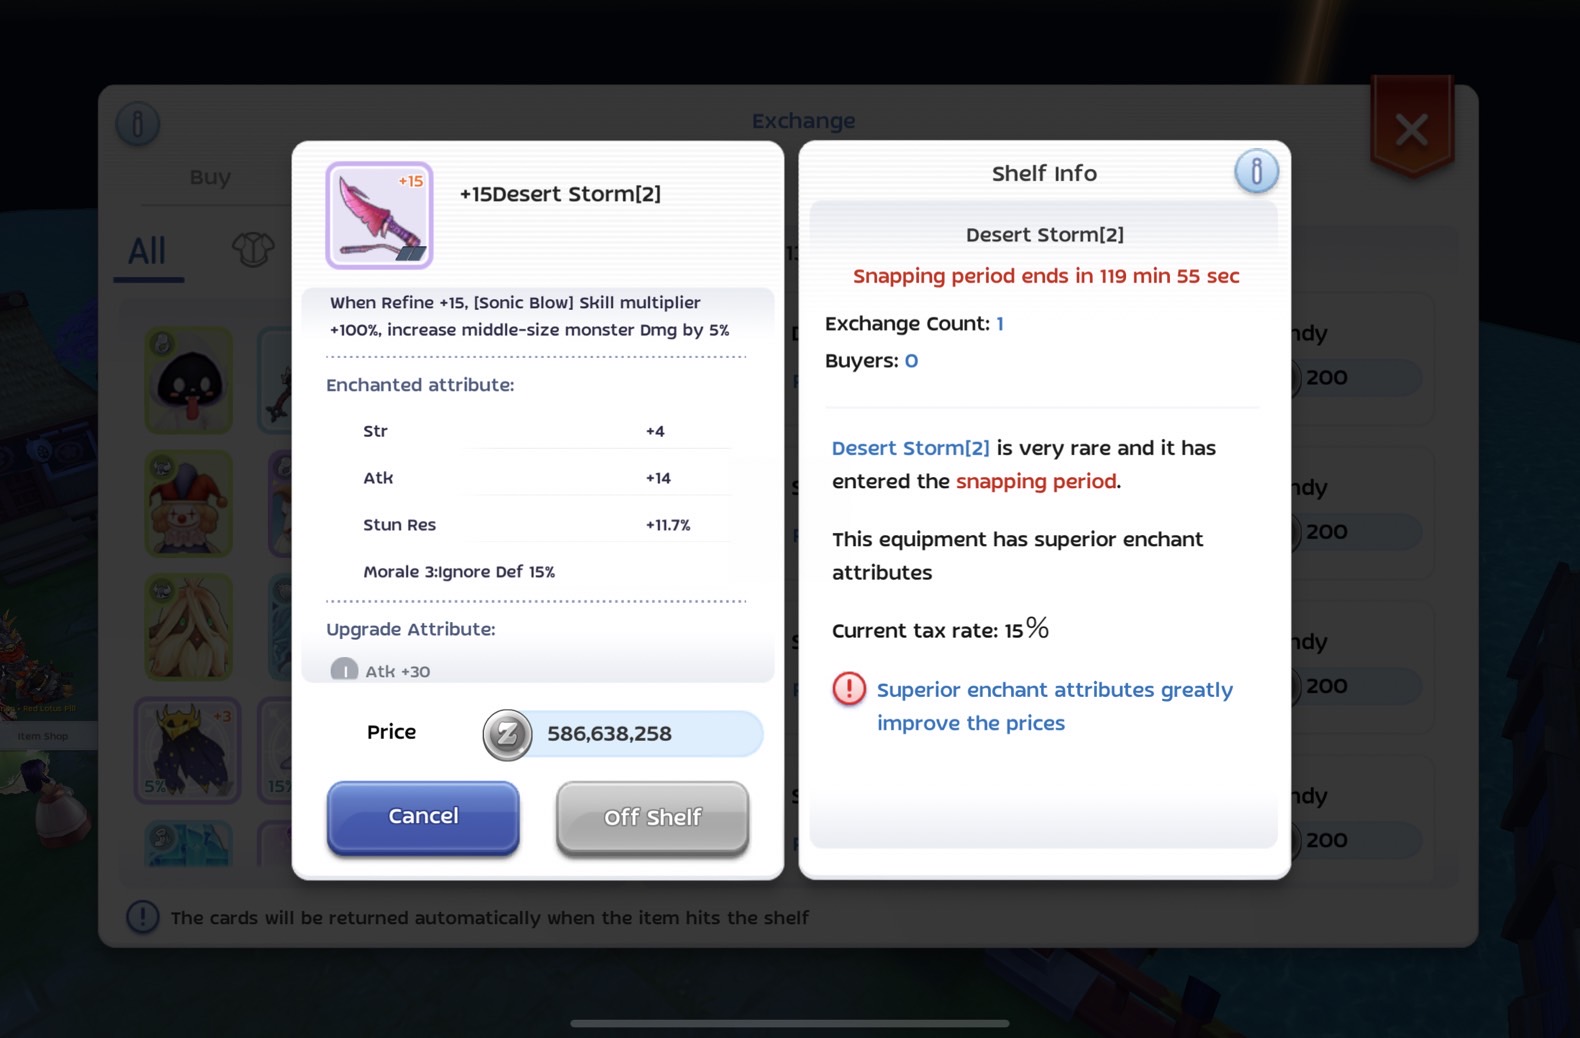 Exchange
Buy
All
+15
+15Desert Storm[2]
When Refine +15, [Sonic Blow] Skill multiplier
+100%, increase middle-size monster Dmg by 5%
Enchanted attribute:
Str +4
Atk +14
Stun Res +11.7%
Morale 3:Ignore Def 15%
Upgrade Attribute:
I Atk +30
Price 586,638,258
Cancel
Off Shelf
Shelf Info
Desert Storm[2]
Snapping period ends in 119 min 55 sec
Exchange Count: 1
Buyers: 0
Desert Storm[2] is very rare and it has
entered the snapping period.
This equipment has superior enchant
attributes
Current tax rate: 15%
Superior enchant attributes greatly
improve the prices
ndy
200
ndy
200
ndy
200
ndy
200
+3
5%
15%
Item Shop
The cards will be returned automatically when the item hits the shelf